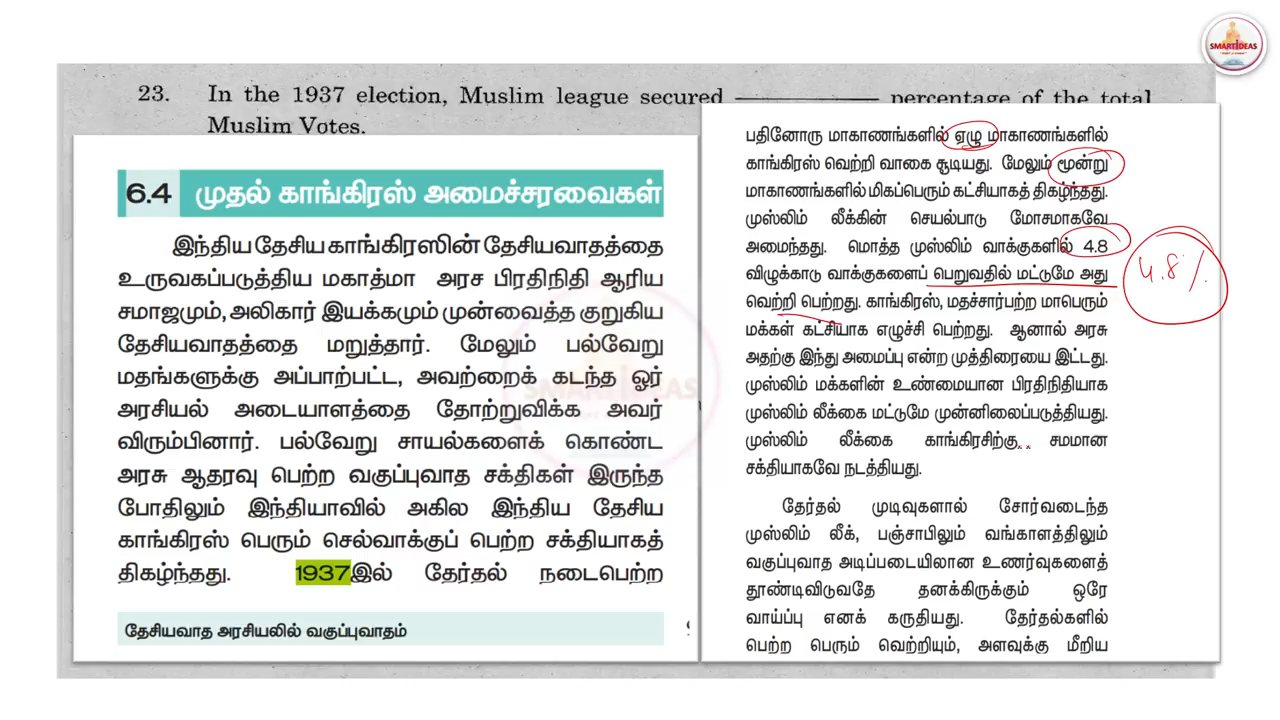 SMARTIDEAS
23. In the 1937 election, Muslim league secured ———— percentage of the total
Muslim Votes.
6.4 முதல் காங்கிரஸ் அமைச்சரவைகள்
இந்திய தேசிய காங்கிரஸின் தேசியவாதத்தை
உருவகப்படுத்திய மகாத்மா அரச பிரதிநிதி ஆரிய
சமாஜமும், அலிகார் இயக்கமும் முன்வைத்த குறுகிய
தேசியவாதத்தை மறுத்தார். மேலும் பல்வேறு
மதங்களுக்கு அப்பாற்பட்ட, அவற்றைக் கடந்த ஓர்
அரசியல் அடையாளத்தை தோற்றுவிக்க அவர்
விரும்பினார். பல்வேறு சாயல்களைக் கொண்ட
அரசு ஆதரவு பெற்ற வகுப்புவாத சக்திகள் இருந்த
போதிலும் இந்தியாவில் அகில இந்திய தேசிய
காங்கிரஸ் பெரும் செல்வாக்குப் பெற்ற சக்தியாகத்
திகழ்ந்தது. 1937இல் தேர்தல் நடைபெற்ற
தேசியவாத அரசியலில் வகுப்புவாதம்
பதினோரு மாகாணங்களில் ஏழு மாகாணங்களில்
காங்கிரஸ் வெற்றி வாகை சூடியது. மேலும் மூன்று
மாகாணங்களில் மிகப்பெரும் கட்சியாகத் திகழ்ந்தது.
முஸ்லிம் லீக்கின் செயல்பாடு மோசமாகவே
அமைந்தது. மொத்த முஸ்லிம் வாக்குகளில் 4.8
விழுக்காடு வாக்குகளைப் பெறுவதில் மட்டுமே அது
வெற்றி பெற்றது. காங்கிரஸ், மதச்சார்பற்ற மாபெரும்
மக்கள் கட்சியாக எழுச்சி பெற்றது. ஆனால் அரசு
அதற்கு இந்து அமைப்பு என்ற முத்திரையை இட்டது.
முஸ்லிம் மக்களின் உண்மையான பிரதிநிதியாக
முஸ்லிம் லீக்கை மட்டுமே முன்னிலைப்படுத்தியது.
முஸ்லிம் லீக்கை காங்கிரசிற்கு சமமான
சக்தியாகவே நடத்தியது.
தேர்தல் முடிவுகளால் சோர்வடைந்த
முஸ்லிம் லீக், பஞ்சாபிலும் வங்காளத்திலும்
வகுப்புவாத அடிப்படையிலான உணர்வுகளைத்
தூண்டிவிடுவதே தனக்கிருக்கும் ஒரே
வாய்ப்பு எனக் கருதியது. தேர்தல்களில்
பெற்ற பெரும் வெற்றியும், அளவுக்கு மீறிய
4.8%
SMARTIDEAS